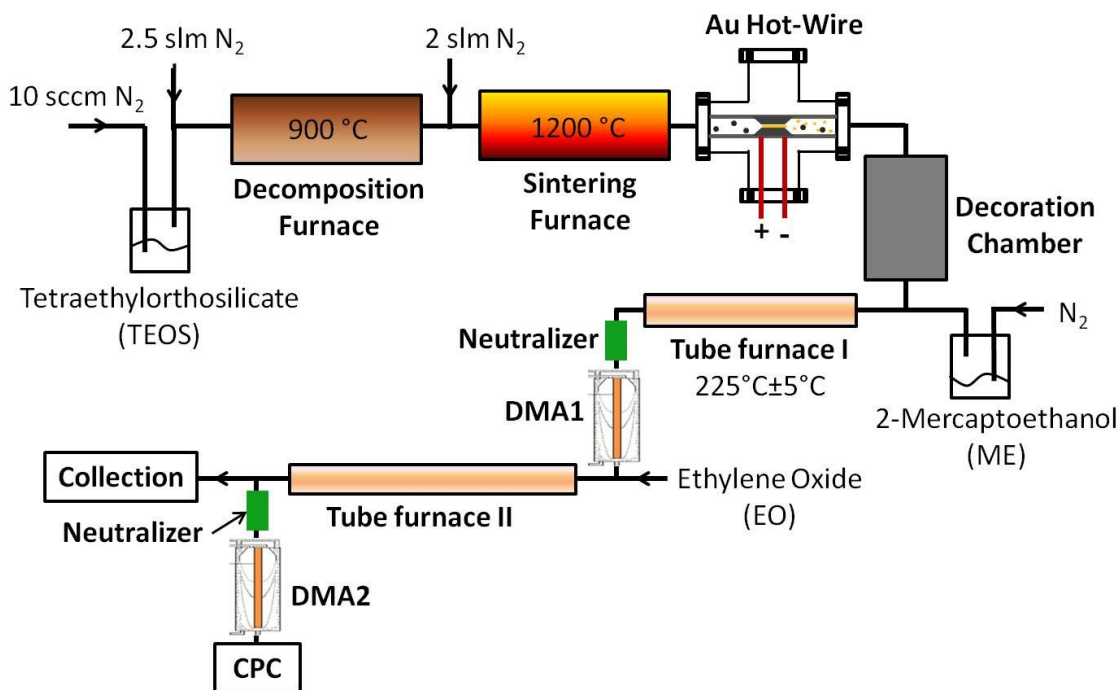 2.5 slm N₂
2 slm N₂
Au Hot-Wire
10 sccm N₂
900 °C
1200 °C
Decomposition
Furnace
Sintering
Furnace
+ -
Decoration
Chamber
Tetraethylorthosilicate
(TEOS)
N₂
Neutralizer
Tube furnace I
225°C±5°C
2-Mercaptoethanol
(ME)
DMA1
Collection
Ethylene Oxide
(EO)
Neutralizer
Tube furnace II
DMA2
CPC